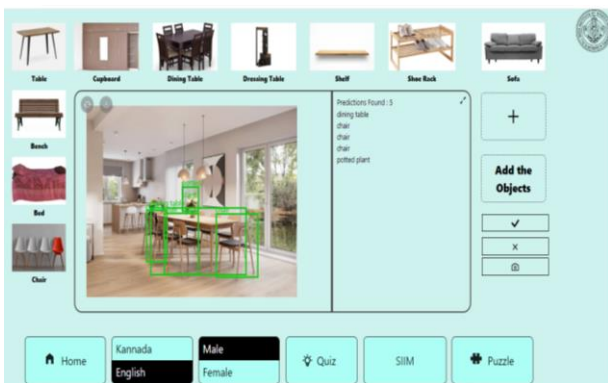 Table
Cupboard
Dining Table
Dressing Table
Shelf
Shoe Rack
Sofa
Bench
Bed
Chair
Predictions Found : 5
dining table
chair
chair
chair
potted plant
+
Add the
Objects
Home
Kannada
English
Male
Female
Quiz
SIIM
Puzzle